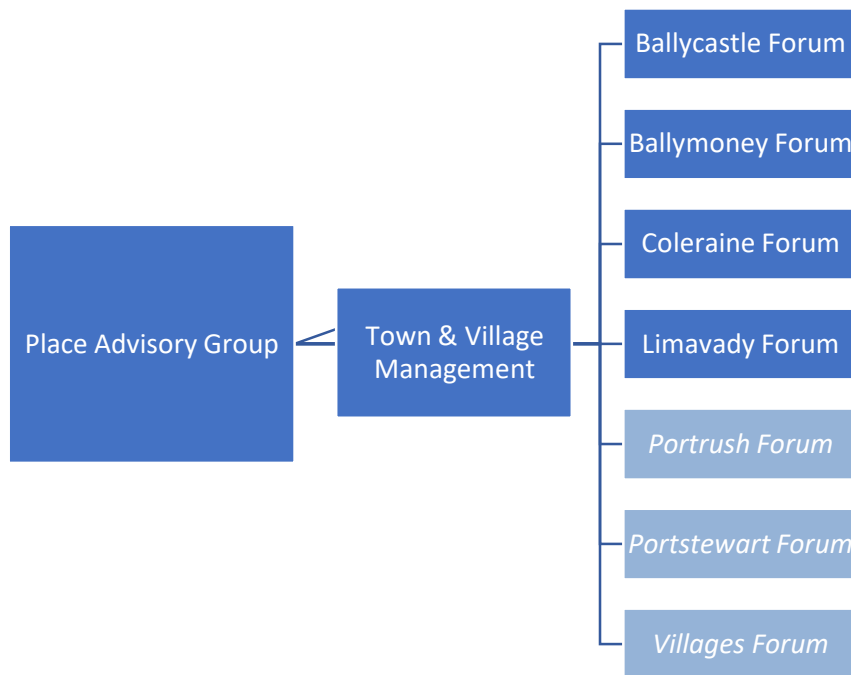 Place Advisory Group
Town & Village
Management
Ballycastle Forum
Ballymoney Forum
Coleraine Forum
Limavady Forum
Portrush Forum
Portstewart Forum
Villages Forum